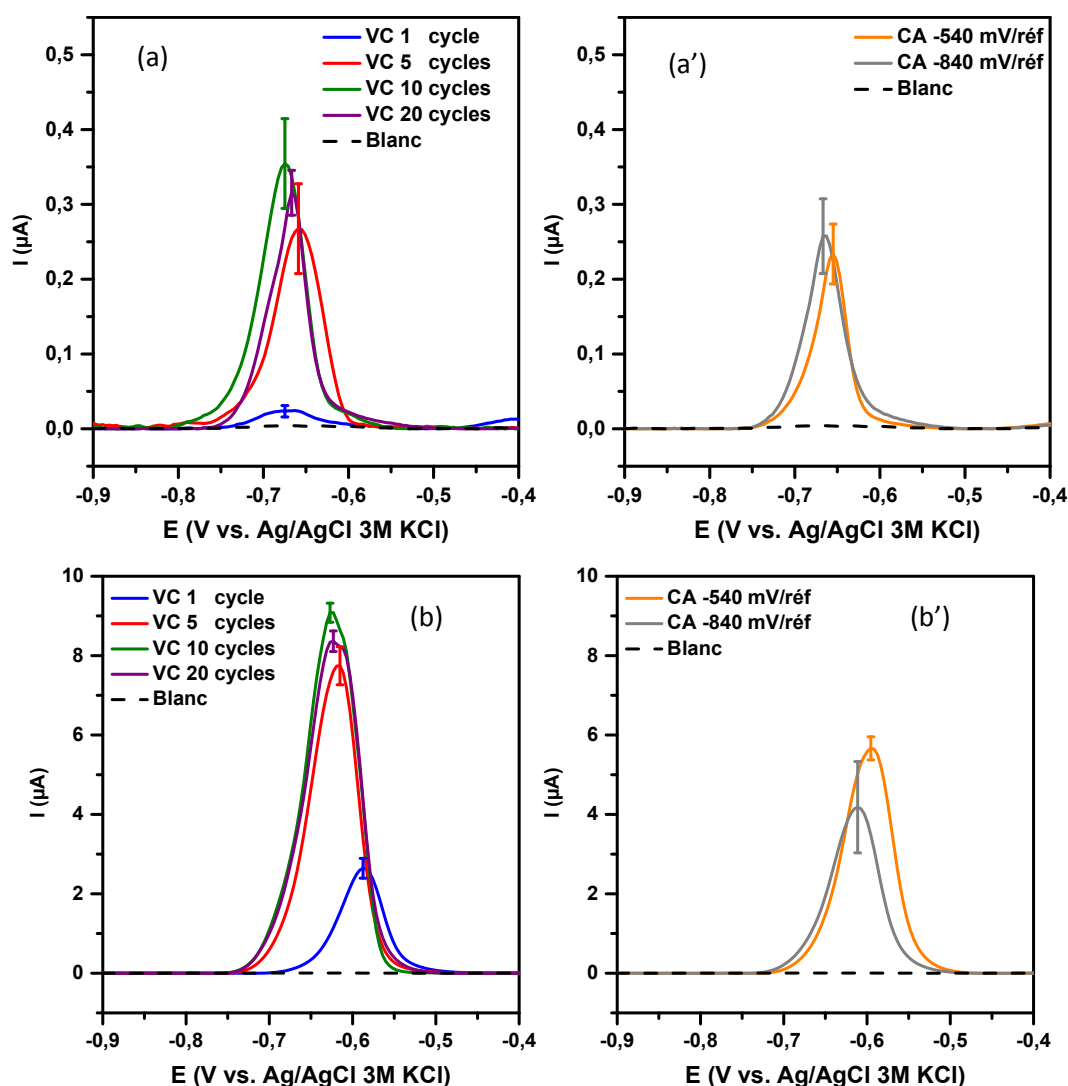 (a)
VC 1 cycle
VC 5 cycles
VC 10 cycles
VC 20 cycles
Blanc
0,5
0,4
0,3
0,2
0,1
0,0
I (µA)
-0,9 -0,8 -0,7 -0,6 -0,5 -0,4
E (V vs. Ag/AgCl 3M KCl)
(a')
CA -540 mV/réf
CA -840 mV/réf
Blanc
0,5
0,4
0,3
0,2
0,1
0,0
I (µA)
-0,9 -0,8 -0,7 -0,6 -0,5 -0,4
E (V vs. Ag/AgCl 3M KCl)
(b)
VC 1 cycle
VC 5 cycles
VC 10 cycles
VC 20 cycles
Blanc
10
8
6
4
2
0
I (µA)
-0,9 -0,8 -0,7 -0,6 -0,5 -0,4
E (V vs. Ag/AgCl 3M KCl)
(b')
CA -540 mV/réf
CA -840 mV/réf
Blanc
10
8
6
4
2
0
I (µA)
-0,9 -0,8 -0,7 -0,6 -0,5 -0,4
E (V vs. Ag/AgCl 3M KCl)